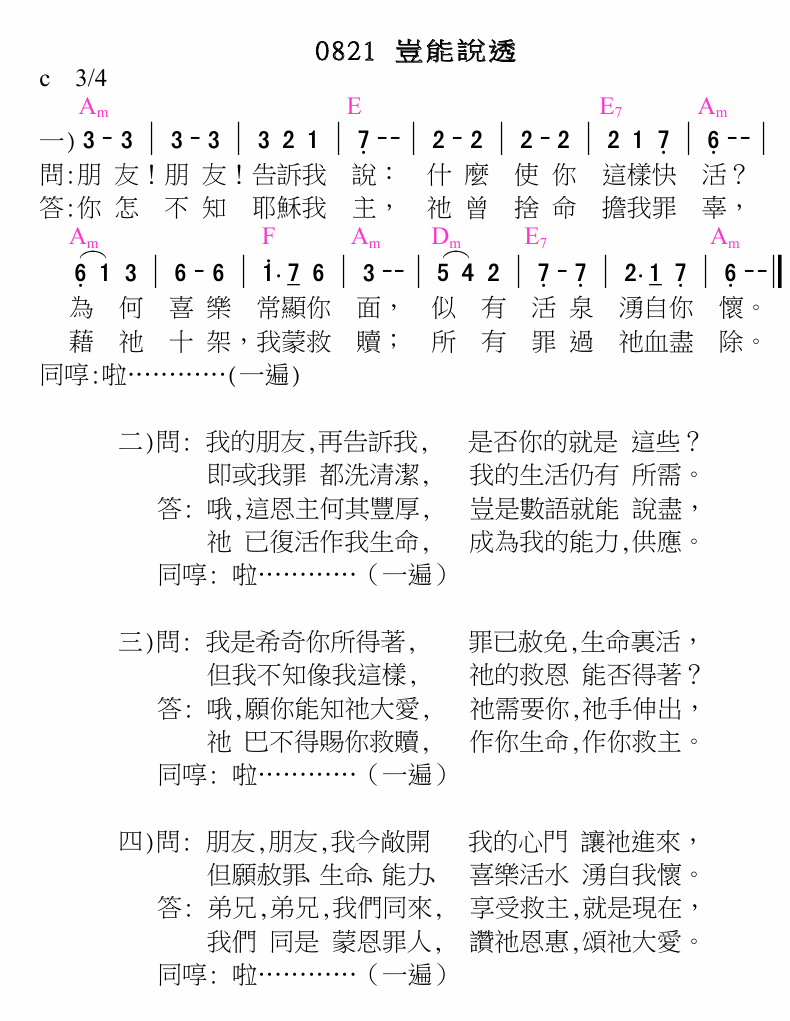 0821 豈能說透
c 3/4
Am E E7 Am
一) 3 - 3 | 3 - 3 | 3 2 1 | 7̣ - - | 2 - 2 | 2 - 2 | 2 1 7̣ | 6̣ - - |
問:朋 友！朋 友！告訴我 說： 什 麼 使 你 這樣快 活？
答:你 怎 不 知 耶穌我 主， 祂 曾 捨 命 擔我罪 辜，
Am F Am Dm E7 Am
6̣ 1 3 | 6 - 6 | i· 7 6 | 3 - - | 5 4 2 | 7̣ - 7̣ | 2· 1 7̣ | 6̣ - - ||
為 何 喜 樂 常顯你 面， 似 有 活 泉 湧自你 懷。
藉 祂 十 架，我蒙救 贖； 所 有 罪 過 祂血盡 除。
同哼:啦…………(一遍)
二)問: 我的朋友,再告訴我, 是否你的就是 這些？
即或我罪 都洗清潔, 我的生活仍有 所需。
答: 哦,這恩主何其豐厚, 豈是數語就能 說盡，
祂 已復活作我生命, 成為我的能力,供應。
同哼: 啦…………（一遍）
三)問: 我是希奇你所得著, 罪已赦免,生命裏活，
但我不知像我這樣, 祂的救恩 能否得著？
答: 哦,願你能知祂大愛, 祂需要你,祂手伸出，
祂 巴不得賜你救贖, 作你生命,作你救主。
同哼: 啦…………（一遍）
四)問: 朋友,朋友,我今敞開 我的心門 讓祂進來，
但願赦罪、生命、能力、 喜樂活水 湧自我懷。
答: 弟兄,弟兄,我們同來, 享受救主,就是現在，
我們 同是 蒙恩罪人, 讚祂恩惠,頌祂大愛。
同哼: 啦…………（一遍）